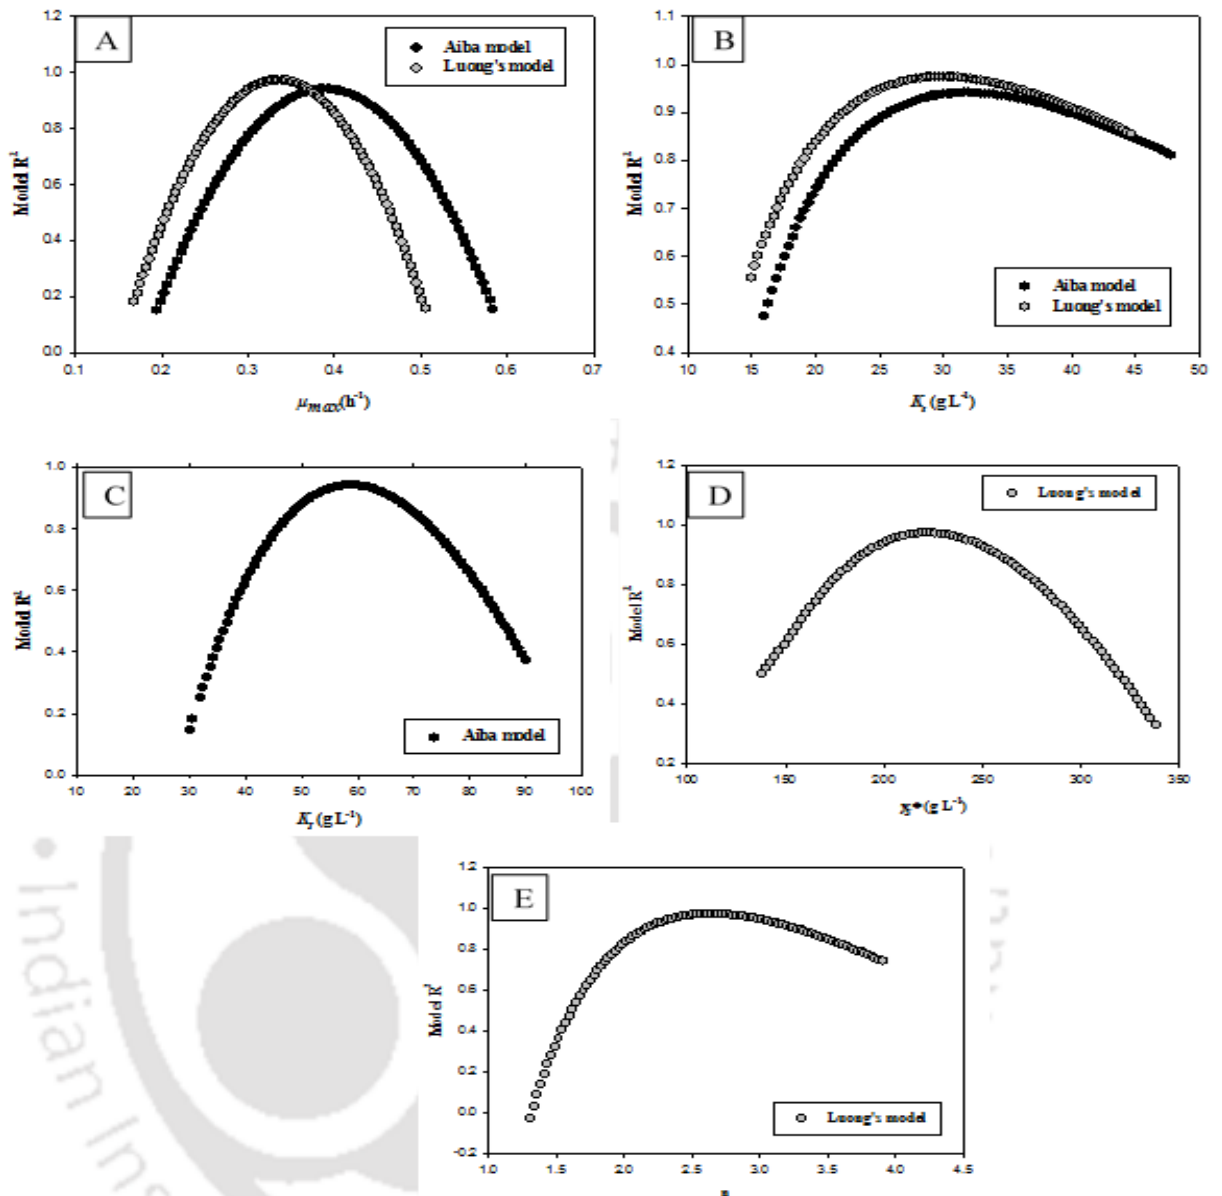 A
Aiba model
Luong's model
Model R²
1.2
1.0
0.8
0.6
0.4
0.2
0.0
0.1 0.2 0.3 0.4 0.5 0.6 0.7
μmax(h⁻¹)
B
Aiba model
Luong's model
Model R²
1.1
1.0
0.9
0.8
0.7
0.6
0.5
0.4
10 15 20 25 30 35 40 45 50
Ks (g L⁻¹)
C
Aiba model
Model R²
1.0
0.8
0.6
0.4
0.2
0.0
10 20 30 40 50 60 70 80 90 100
(g L⁻¹)
D
Luong's model
Model R²
1.2
1.0
0.8
0.6
0.4
0.2
100 150 200 250 300 350
(g L⁻¹)
E
Luong's model
Model R²
1.2
1.0
0.8
0.6
0.4
0.2
0.0
-0.2
1.0 1.5 2.0 2.5 3.0 3.5 4.0 4.5
n
Indian Ins